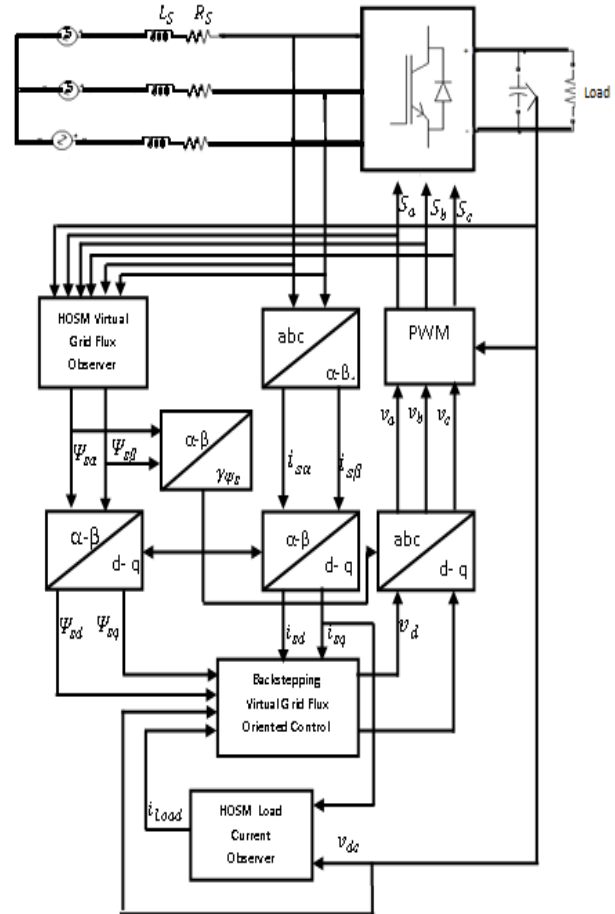 L_S R_S
Load
S_a S_b S_c
HOSM Virtual
Grid Flux
Observer
abc
α-β.
PWM
Ψ_sα Ψ_sβ
α-β
γ_ψs
i_sα i_sβ
v_a v_b v_c
α-β
d-q
α-β
d-q
abc
d-q
Ψ_sd Ψ_sq
i_sd i_sq
v_d
Backstepping
Virtual Grid Flux
Oriented Control
i_load
HOSM Load
Current
Observer
v_dc